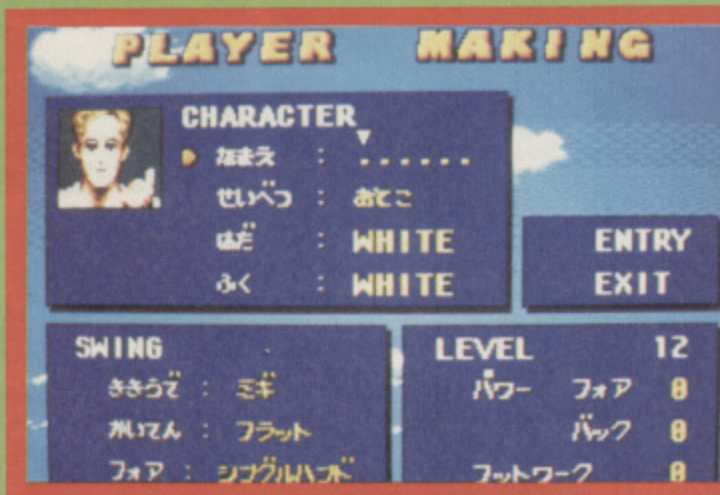 PLAYER MAKING
CHARACTER
▼
なまえ : ......
せいべつ : おとこ
はだ : WHITE
ふく : WHITE
ENTRY
EXIT
SWING
ききうで : ミギ
かいてん : フラット
フォア : シングルハンド
LEVEL 12
パワー フォア 0
バック 0
フットワーク 0